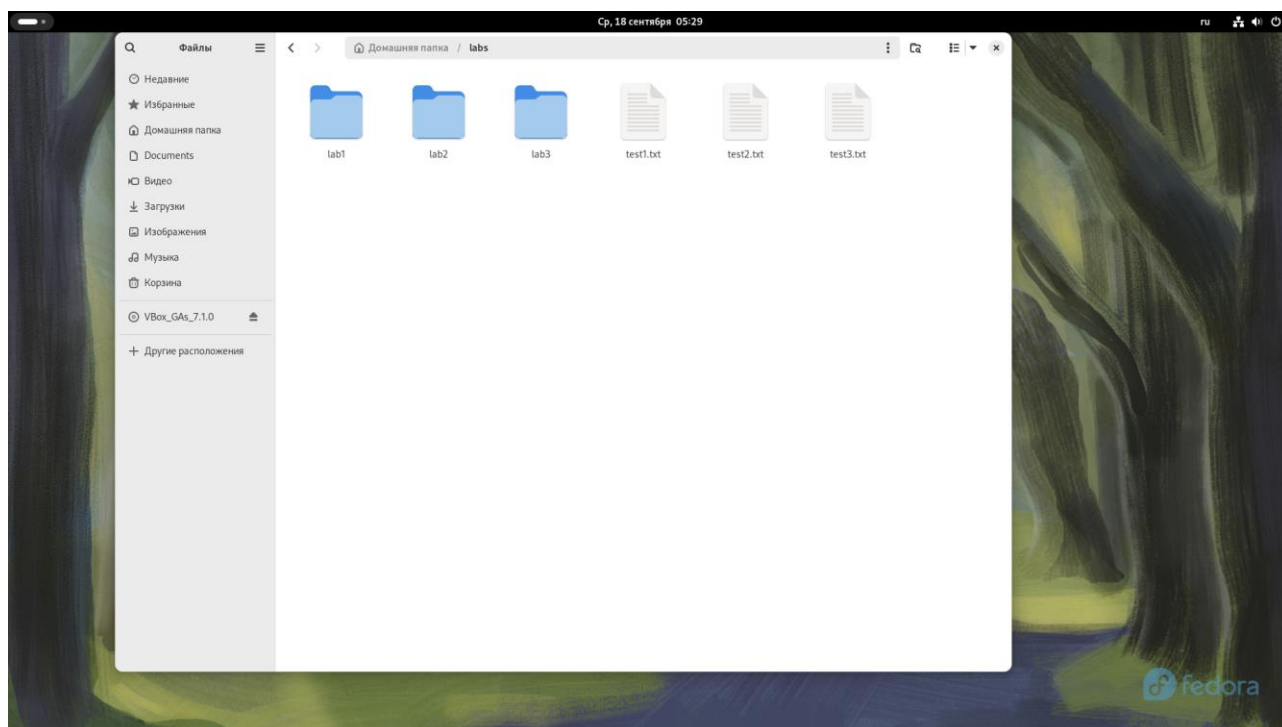 Ср, 18 сентября 05:29
ru
Файлы
Домашняя папка / labs
Недавние
Избранные
Домашняя папка
Documents
Видео
Загрузки
Изображения
Музыка
Корзина
VBox_GAs_7.1.0
Другие расположения
lab1 lab2 lab3 test1.txt test2.txt test3.txt
fedora